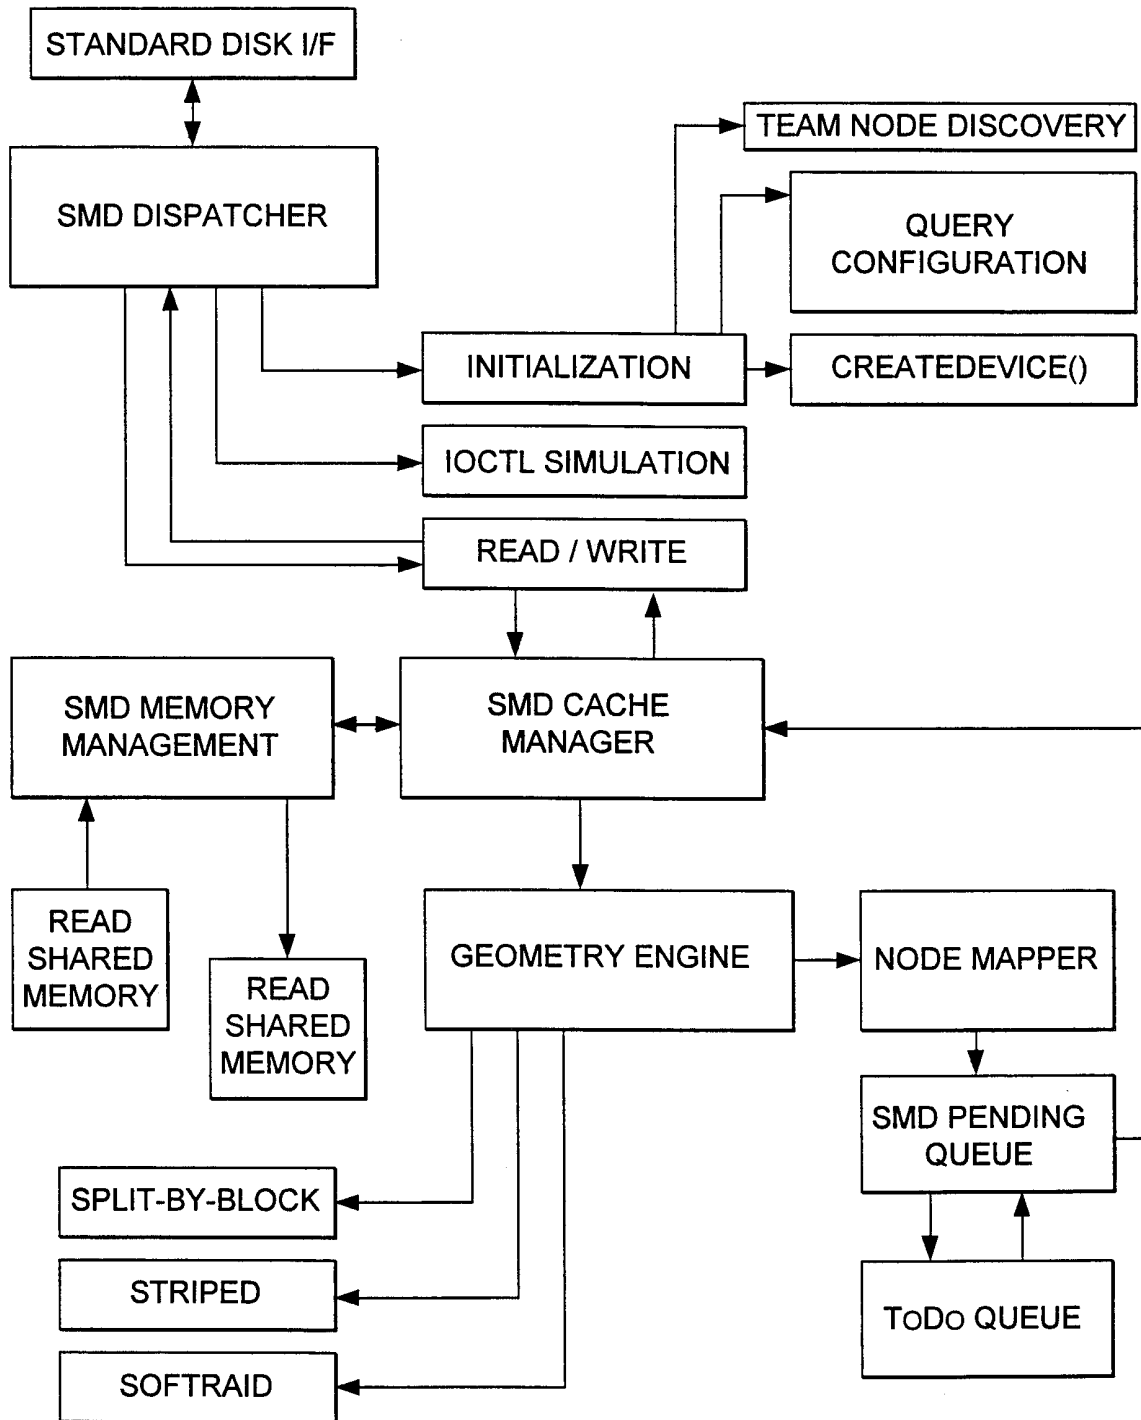 STANDARD DISK I/F
TEAM NODE DISCOVERY
SMD DISPATCHER
QUERY
CONFIGURATION
INITIALIZATION
CREATEDEVICE()
IOCTL SIMULATION
READ / WRITE
SMD MEMORY
MANAGEMENT
SMD CACHE
MANAGER
READ
SHARED
MEMORY
READ
SHARED
MEMORY
GEOMETRY ENGINE
NODE MAPPER
SMD PENDING
QUEUE
SPLIT-BY-BLOCK
STRIPED
TODO QUEUE
SOFTRAID